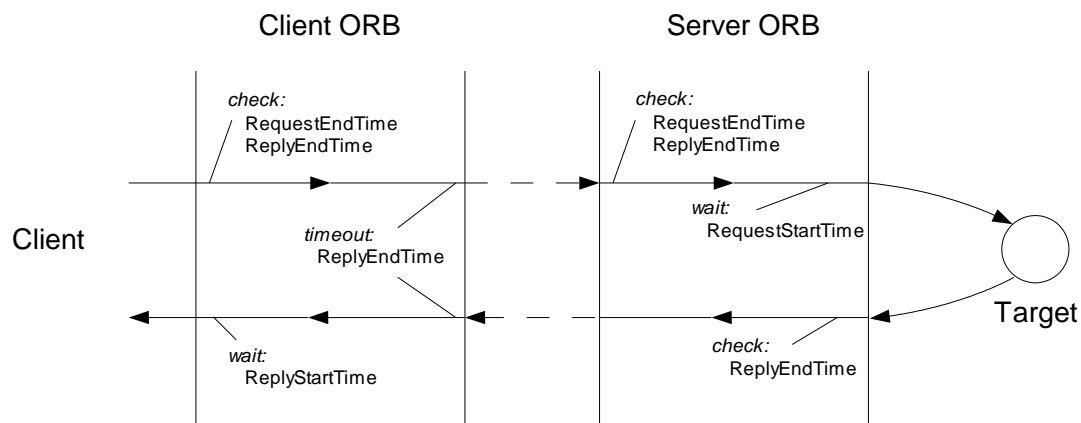 Client ORB
Server ORB
check:
RequestEndTime
ReplyEndTime
check:
RequestEndTime
ReplyEndTime
wait:
RequestStartTime
timeout:
ReplyEndTime
Client
Target
wait:
ReplyStartTime
check:
ReplyEndTime